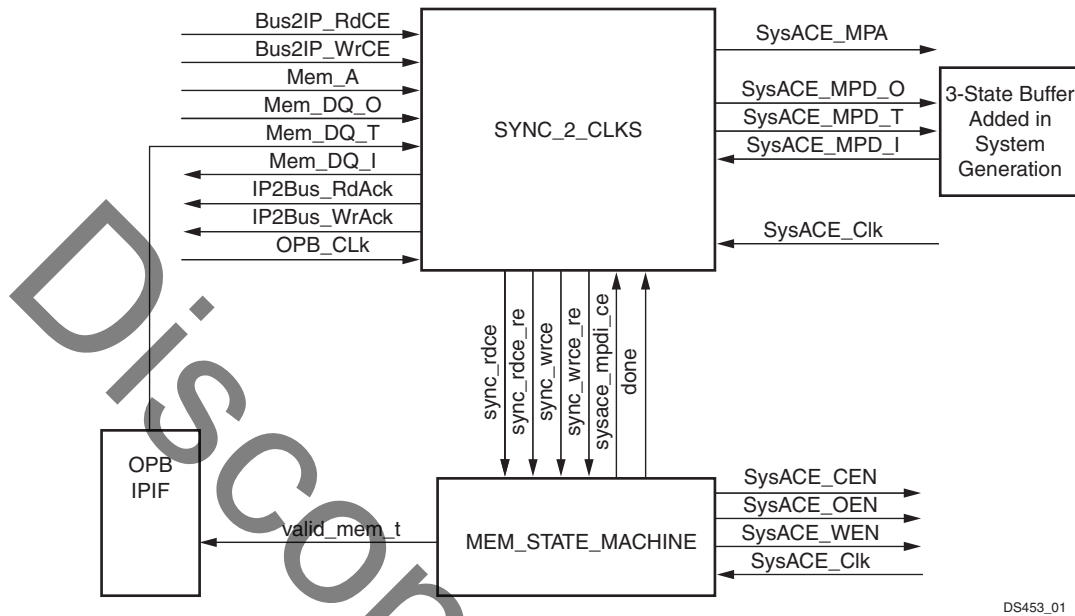 Bus2IP_RdCE
Bus2IP_WrCE
Mem_A
Mem_DQ_O
Mem_DQ_T
Mem_DQ_I
IP2Bus_RdAck
IP2Bus_WrAck
OPB_CLk
SYNC_2_CLKS
SysACE_MPA
SysACE_MPD_O
SysACE_MPD_T
SysACE_MPD_I
SysACE_Clk
3-State Buffer
Added in
System
Generation
sync_rdce
sync_rdce_re
sync_wrce
sync_wrce_re
sysace_mpdi_ce
done
OPB
IPIF
valid_mem_t
MEM_STATE_MACHINE
SysACE_CEN
SysACE_OEN
SysACE_WEN
SysACE_Clk
Discon
DS453_01